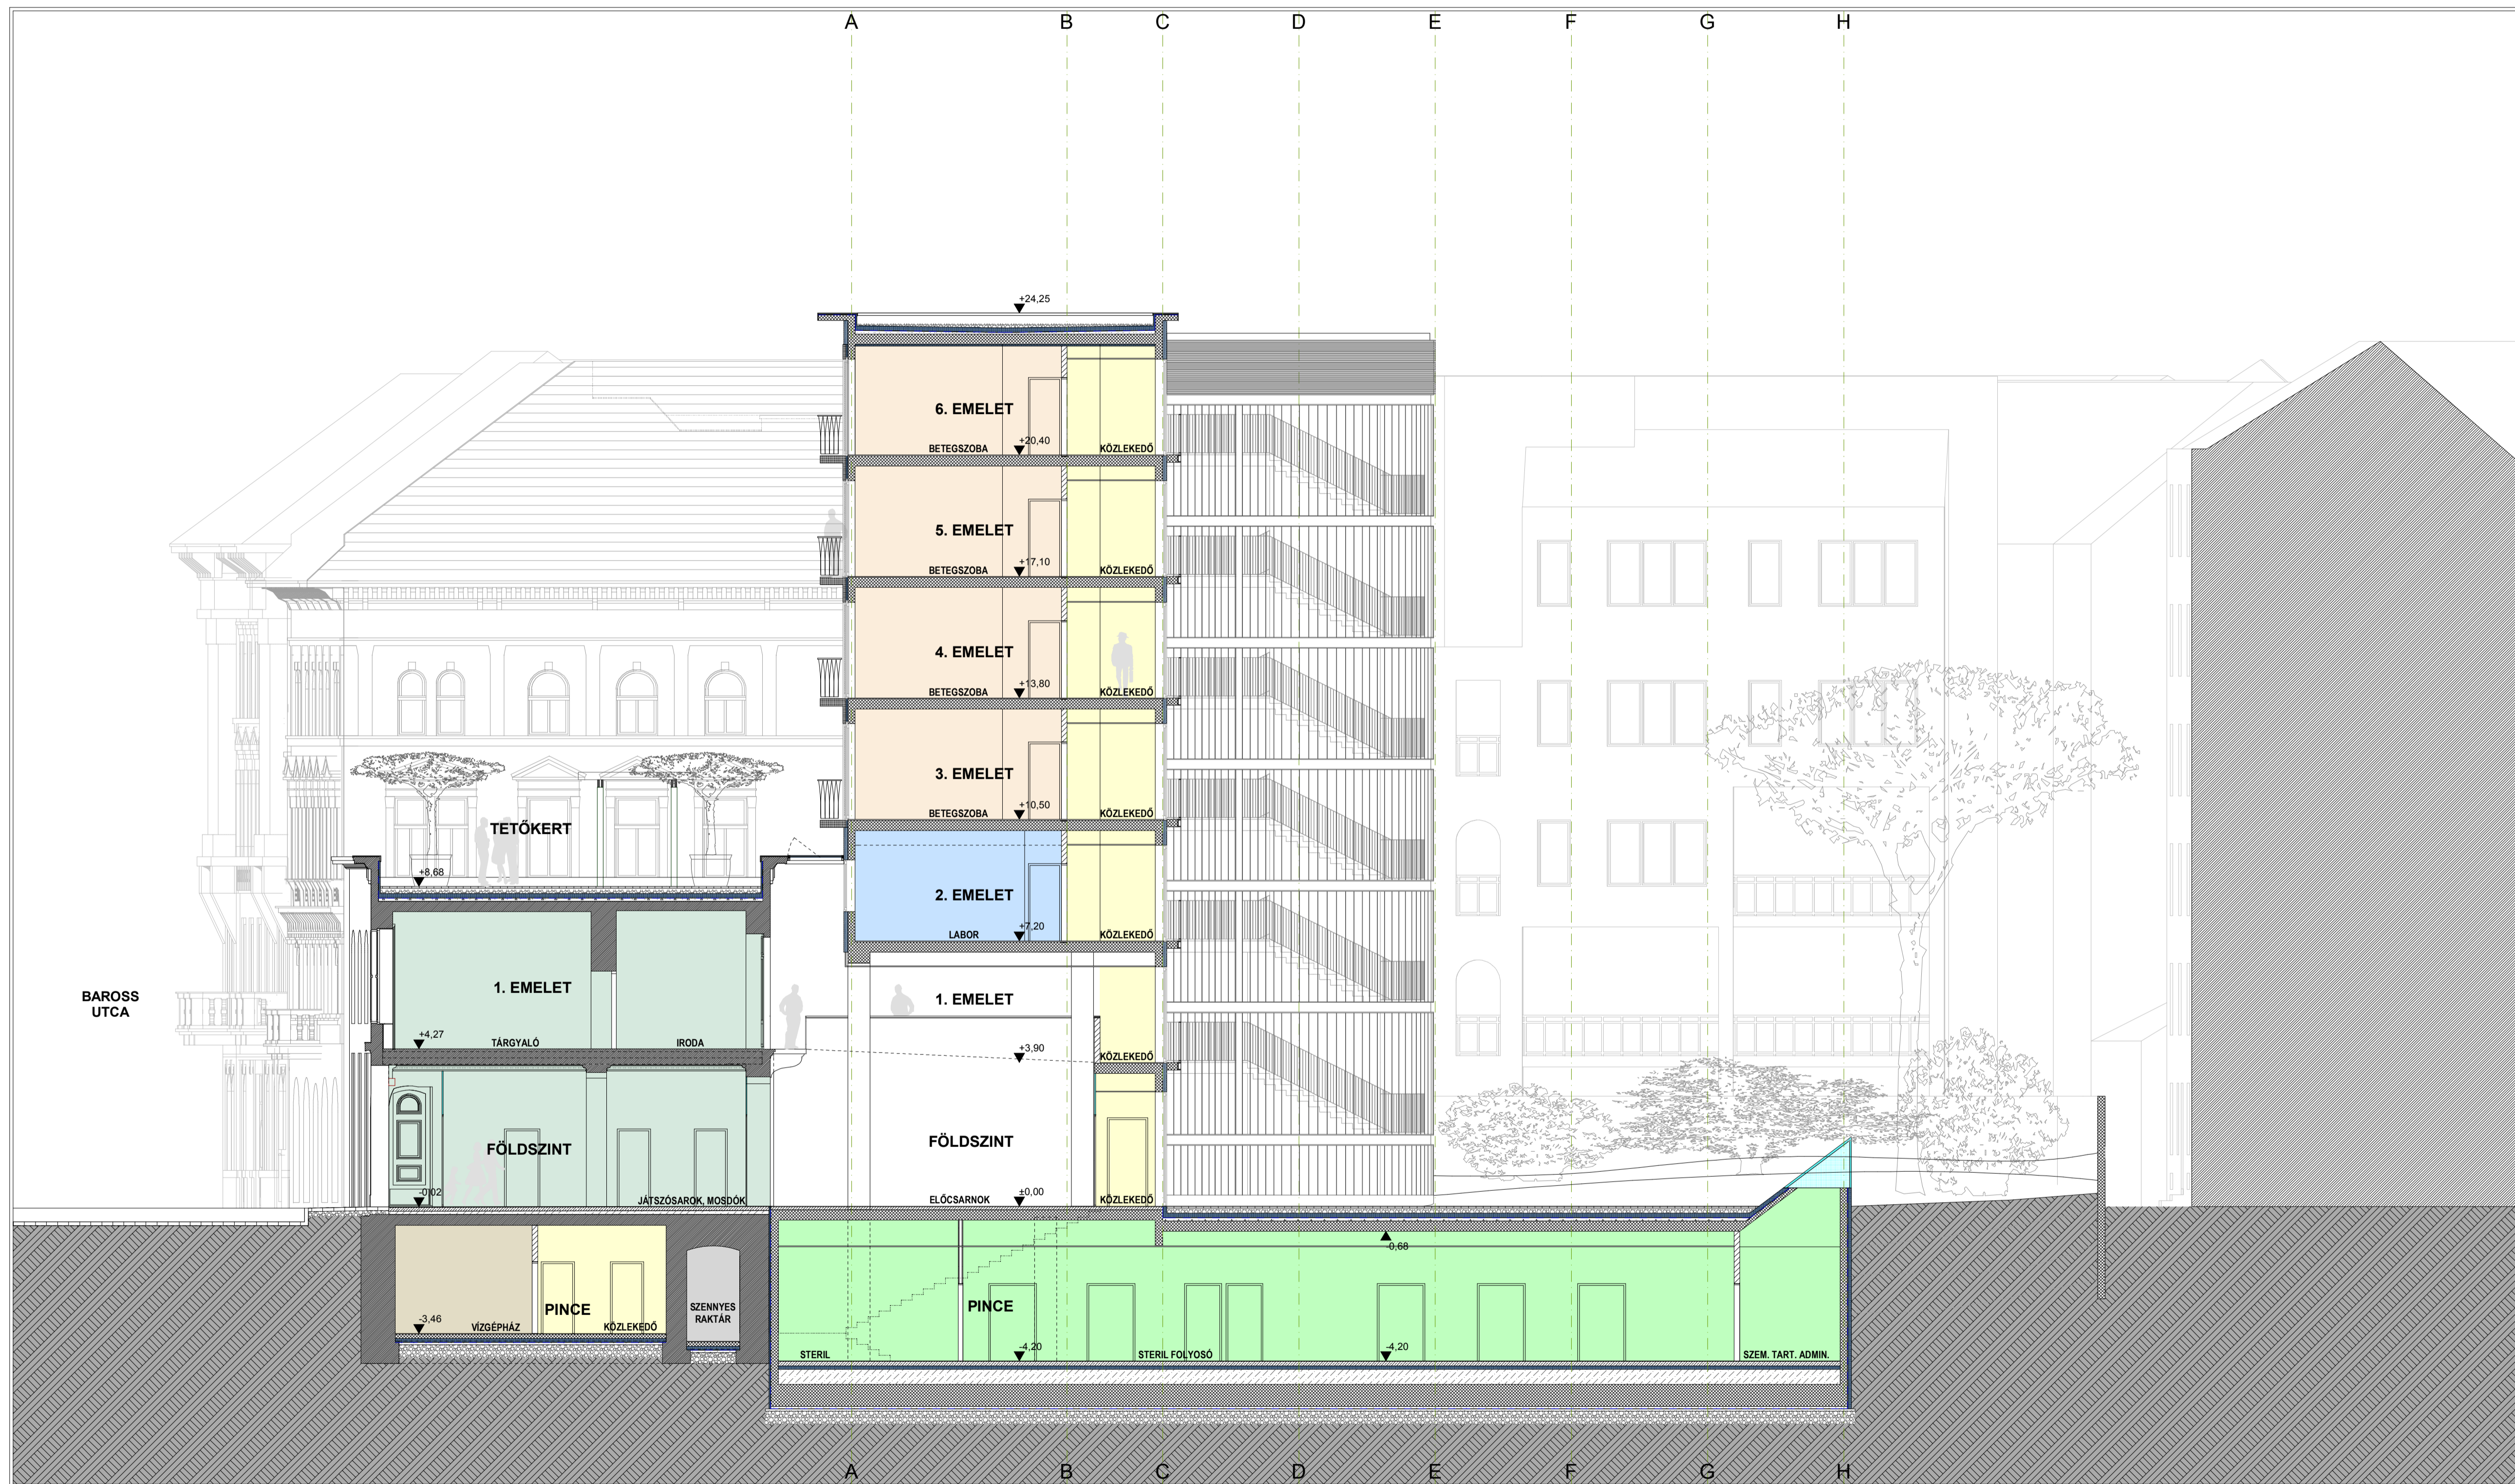 A B C D E F G H
+24,25
6. EMELET
+20,40
BETEGSZOBA KÖZLEKEDŐ
5. EMELET
+17,10
BETEGSZOBA KÖZLEKEDŐ
4. EMELET
+13,80
BETEGSZOBA KÖZLEKEDŐ
3. EMELET
+10,50
BETEGSZOBA KÖZLEKEDŐ
TETŐKERT
+8,68
2. EMELET
+7,20
LABOR KÖZLEKEDŐ
BAROSS
UTCA
1. EMELET
+4,27
TÁRGYALÓ IRODA
1. EMELET
+3,90
KÖZLEKEDŐ
FÖLDSZINT
-0,02
JÁTSZÓSAROK, MOSDÓK
FÖLDSZINT
±0,00
ELŐCSARNOK KÖZLEKEDŐ
-0,68
PINCE
-3,46
VÍZGÉPHÁZ KÖZLEKEDŐ
SZENNYES
RAKTÁR
PINCE
-4,20 -4,20
STERIL STERIL FOLYOSÓ SZEM. TART. ADMIN.
A B C D E F G H